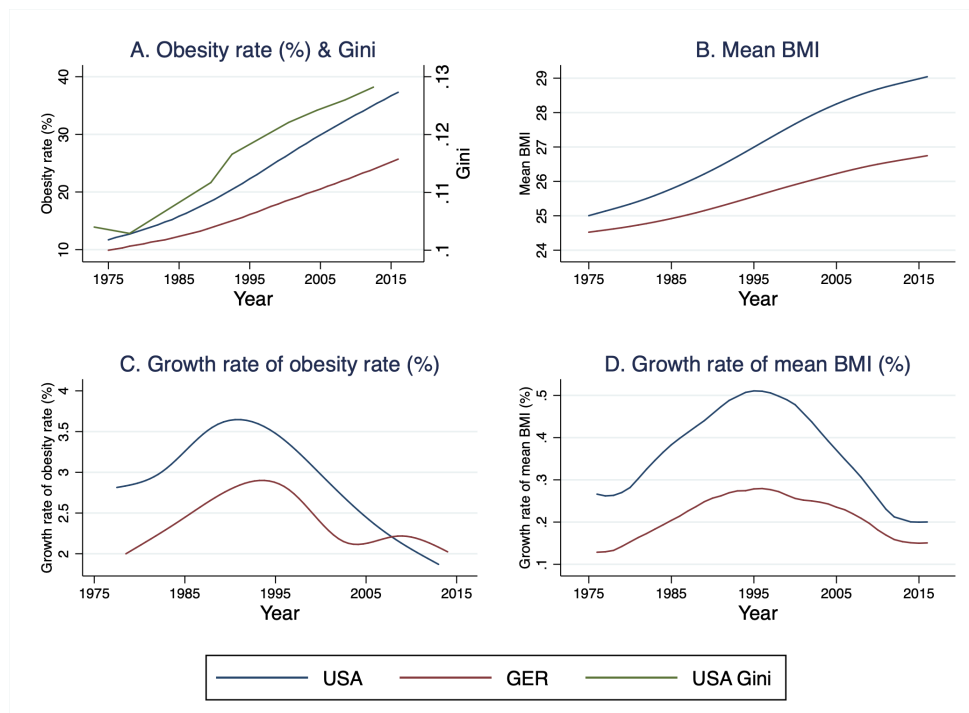 A. Obesity rate (%) & Gini
Obesity rate (%)
40
30
20
10
.13
.12
.11
.1
Gini
1975 1985 1995 2005 2015
Year
B. Mean BMI
Mean BMI
29
28
27
26
25
24
1975 1985 1995 2005 2015
Year
C. Growth rate of obesity rate (%)
Growth rate of obesity rate (%)
4
3.5
3
2.5
2
1975 1985 1995 2005 2015
Year
D. Growth rate of mean BMI (%)
Growth rate of mean BMI (%)
.5
.4
.3
.2
.1
1975 1985 1995 2005 2015
Year
USA GER USA Gini